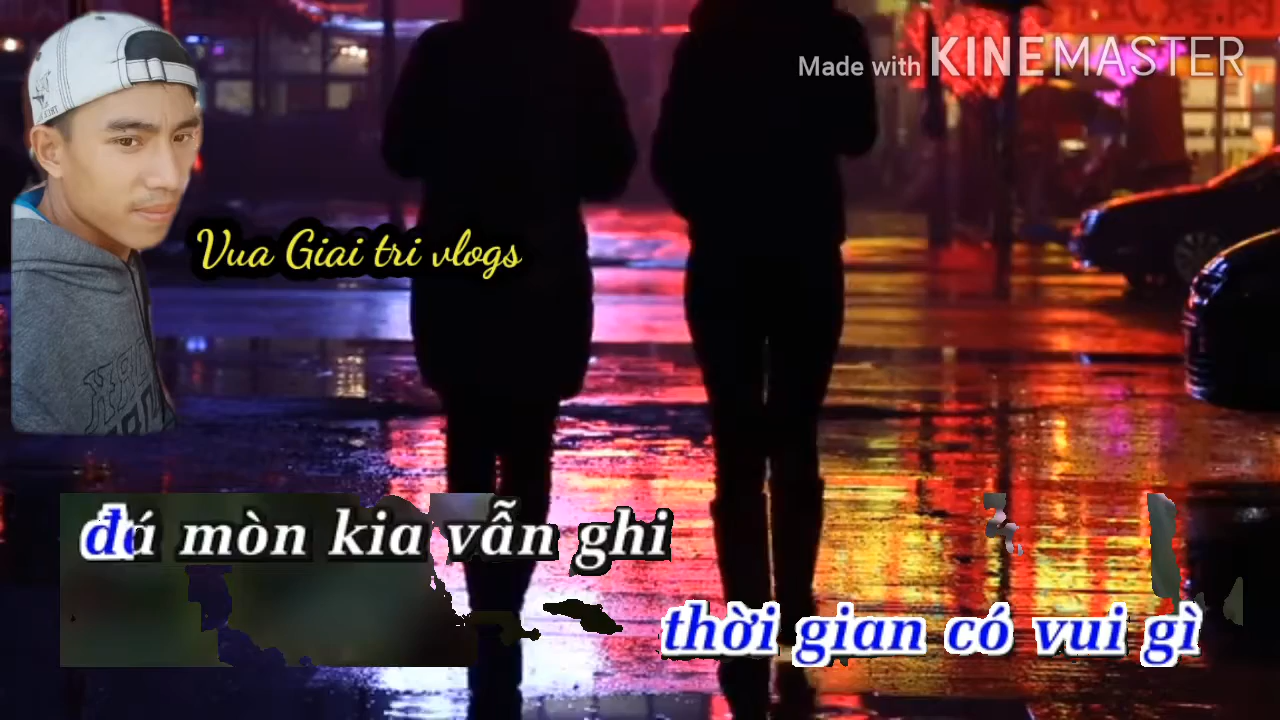 Made with KINEMASTER
Vua Giai tri vlogs
đá mòn kia vẫn ghi
thời gian có vui gì